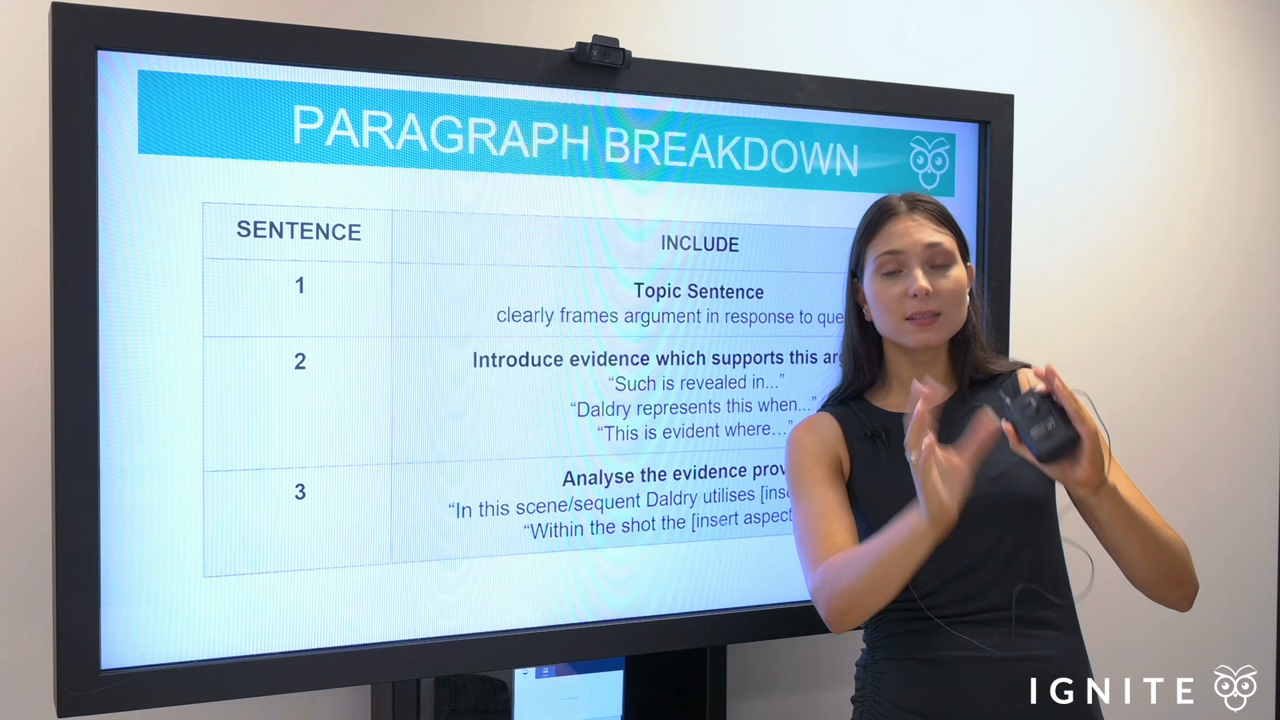 PARAGRAPH BREAKDOWN
SENTENCE
INCLUDE
1
Topic Sentence
clearly frames argument in response to que
2
Introduce evidence which supports this ar
“Such is revealed in...”
“Daldry represents this when...”
“This is evident where…”
3
Analyse the evidence prov
“In this scene/sequent Daldry utilises [inse
“Within the shot the [insert aspect
IGNITE